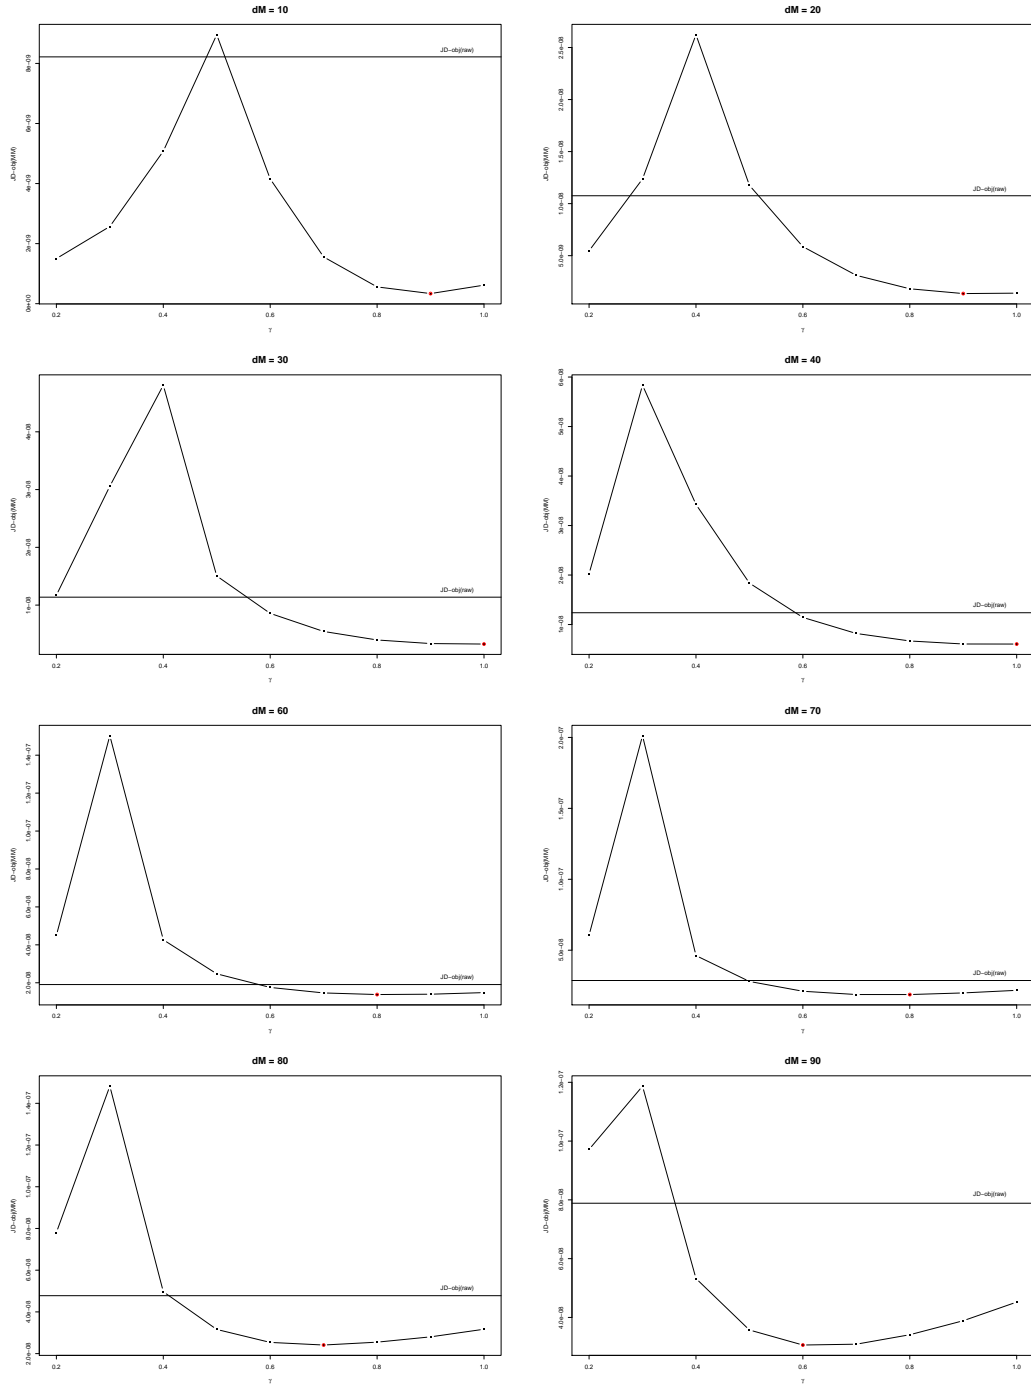 dM = 10
JD−obj(MM)
0e+00 2e−09 4e−09 6e−09 8e−09
JD−obj(raw)
0.2 0.4 0.6 0.8 1.0
T
dM = 20
JD−obj(MM)
5.0e−09 1.0e−08 1.5e−08 2.0e−08 2.5e−08
JD−obj(raw)
0.2 0.4 0.6 0.8 1.0
T
dM = 30
JD−obj(MM)
1e−08 2e−08 3e−08 4e−08
JD−obj(raw)
0.2 0.4 0.6 0.8 1.0
T
dM = 40
JD−obj(MM)
1e−08 2e−08 3e−08 4e−08 5e−08 6e−08
JD−obj(raw)
0.2 0.4 0.6 0.8 1.0
T
dM = 60
JD−obj(MM)
2.0e−08 4.0e−08 6.0e−08 8.0e−08 1.0e−07 1.2e−07 1.4e−07
JD−obj(raw)
0.2 0.4 0.6 0.8 1.0
T
dM = 70
JD−obj(MM)
5.0e−08 1.0e−07 1.5e−07 2.0e−07
JD−obj(raw)
0.2 0.4 0.6 0.8 1.0
T
dM = 80
JD−obj(MM)
2.0e−08 4.0e−08 6.0e−08 8.0e−08 1.0e−07 1.2e−07 1.4e−07
JD−obj(raw)
0.2 0.4 0.6 0.8 1.0
T
dM = 90
JD−obj(MM)
4.0e−08 6.0e−08 8.0e−08 1.0e−07 1.2e−07
JD−obj(raw)
0.2 0.4 0.6 0.8 1.0
T